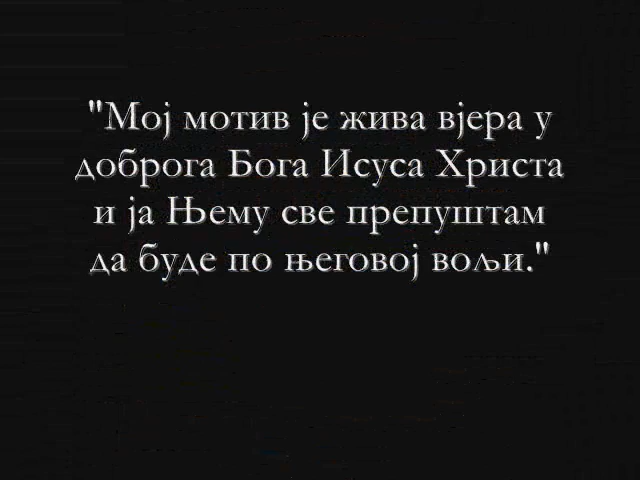 "Мој мотив је жива вјера у
доброга Бога Исуса Христа
и ја Њему све препуштам
да буде по његовој вољи."